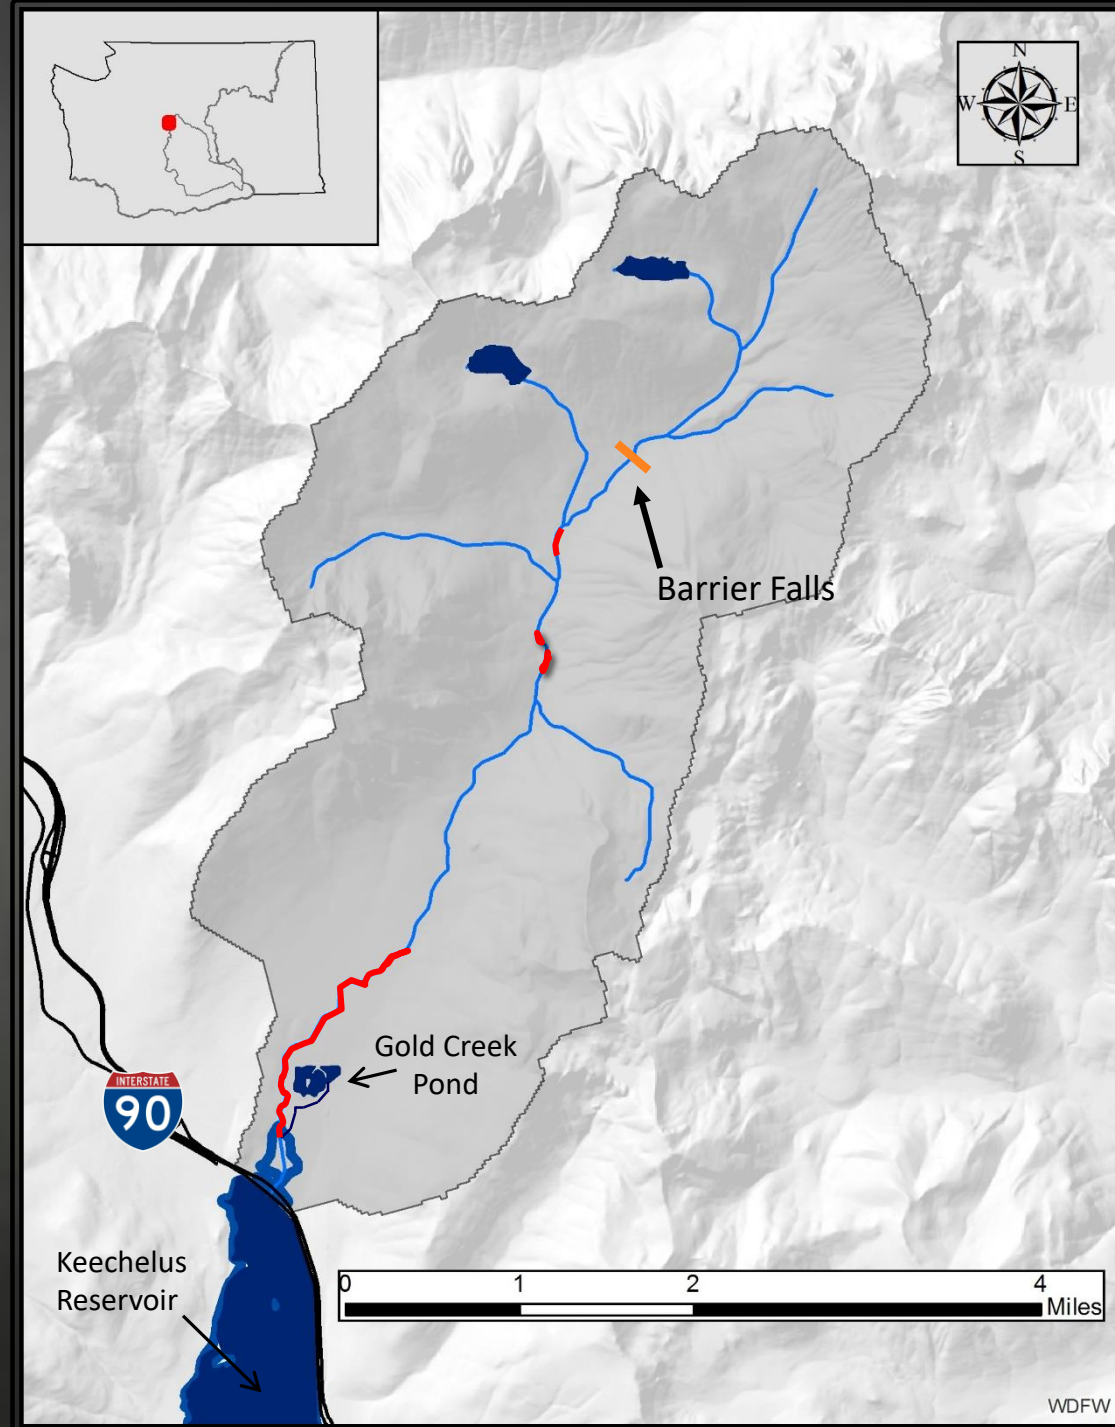 N
W E
S
Barrier Falls
Gold Creek
Pond
INTERSTATE
90
Keechelus
Reservoir
0 1 2 4
Miles
WDFW